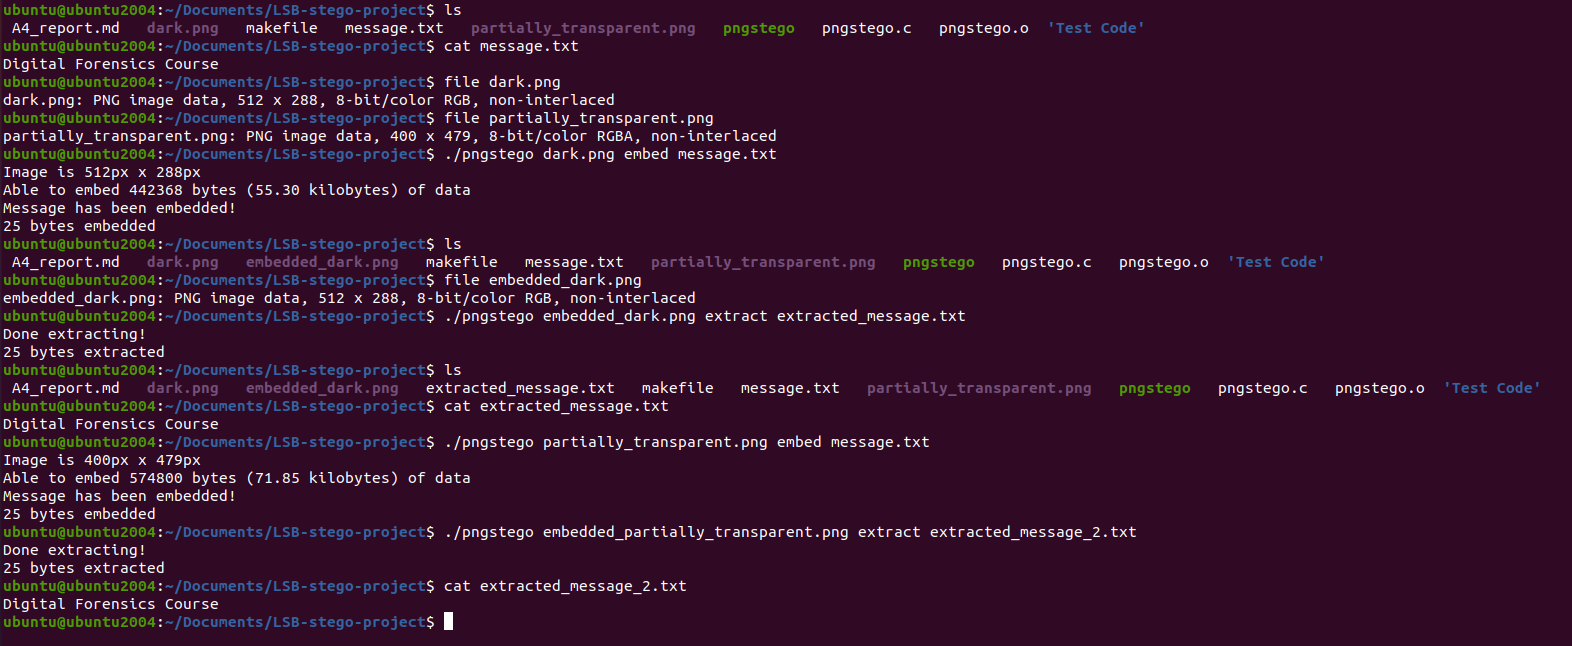 ubuntu@ubuntu2004:~/Documents/LSB-stego-project$ ls
A4_report.md dark.png makefile message.txt partially_transparent.png pngstego pngstego.c pngstego.o 'Test Code'
ubuntu@ubuntu2004:~/Documents/LSB-stego-project$ cat message.txt
Digital Forensics Course
ubuntu@ubuntu2004:~/Documents/LSB-stego-project$ file dark.png
dark.png: PNG image data, 512 x 288, 8-bit/color RGB, non-interlaced
ubuntu@ubuntu2004:~/Documents/LSB-stego-project$ file partially_transparent.png
partially_transparent.png: PNG image data, 400 x 479, 8-bit/color RGBA, non-interlaced
ubuntu@ubuntu2004:~/Documents/LSB-stego-project$ ./pngstego dark.png embed message.txt
Image is 512px x 288px
Able to embed 442368 bytes (55.30 kilobytes) of data
Message has been embedded!
25 bytes embedded
ubuntu@ubuntu2004:~/Documents/LSB-stego-project$ ls
A4_report.md dark.png embedded_dark.png makefile message.txt partially_transparent.png pngstego pngstego.c pngstego.o 'Test Code'
ubuntu@ubuntu2004:~/Documents/LSB-stego-project$ file embedded_dark.png
embedded_dark.png: PNG image data, 512 x 288, 8-bit/color RGB, non-interlaced
ubuntu@ubuntu2004:~/Documents/LSB-stego-project$ ./pngstego embedded_dark.png extract extracted_message.txt
Done extracting!
25 bytes extracted
ubuntu@ubuntu2004:~/Documents/LSB-stego-project$ ls
A4_report.md dark.png embedded_dark.png extracted_message.txt makefile message.txt partially_transparent.png pngstego pngstego.c pngstego.o 'Test Code'
ubuntu@ubuntu2004:~/Documents/LSB-stego-project$ cat extracted_message.txt
Digital Forensics Course
ubuntu@ubuntu2004:~/Documents/LSB-stego-project$ ./pngstego partially_transparent.png embed message.txt
Image is 400px x 479px
Able to embed 574800 bytes (71.85 kilobytes) of data
Message has been embedded!
25 bytes embedded
ubuntu@ubuntu2004:~/Documents/LSB-stego-project$ ./pngstego embedded_partially_transparent.png extract extracted_message_2.txt
Done extracting!
25 bytes extracted
ubuntu@ubuntu2004:~/Documents/LSB-stego-project$ cat extracted_message_2.txt
Digital Forensics Course
ubuntu@ubuntu2004:~/Documents/LSB-stego-project$